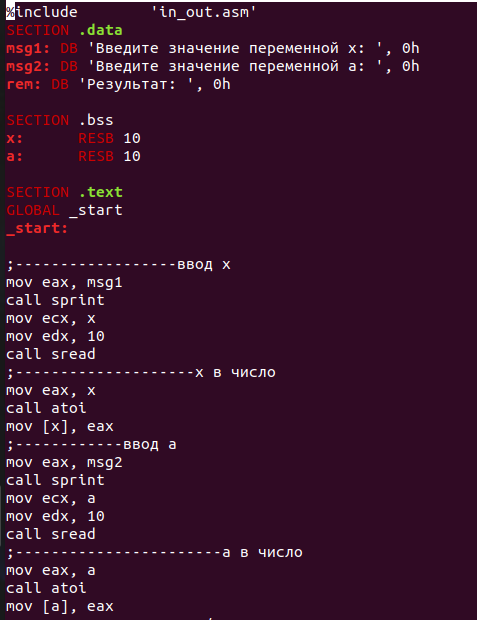 %include        'in_out.asm'
SECTION .data
msg1: DB 'Введите значение переменной x: ', 0h
msg2: DB 'Введите значение переменной а: ', 0h
rem: DB 'Результат: ', 0h
SECTION .bss
x:      RESB 10
a:      RESB 10
SECTION .text
GLOBAL _start
_start:
;------------------ввод x
mov eax, msg1
call sprint
mov ecx, x
mov edx, 10
call sread
;--------------------x в число
mov eax, x
call atoi
mov [x], eax
;------------ввод а
mov eax, msg2
call sprint
mov ecx, a
mov edx, 10
call sread
;-----------------------а в число
mov eax, a
call atoi
mov [a], eax